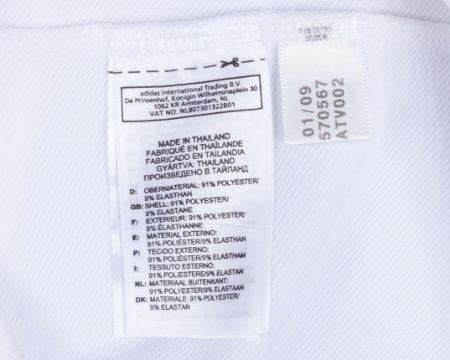 adidas International Trading B.V.
De Prinsenhof, Konigin Wilhelminaplein 30
1062 KR Amsterdam, NL
VAT NO. NL807301322B01
MADE IN THAILAND
FABRIQUÉ EN THAÏLANDE
FABRICADO EN TAILANDIA
GYÁRTVA: THAILAND
ПРОИЗВЕДЕНО В ТАЙЛАНД
D: OBERMATERIAL: 91% POLYESTER/
9% ELASTHAN
GB: SHELL: 91% POLYESTER/
9% ELASTANE
F: EXTERIEUR: 91% POLYESTER/
9% ÉLASTHANNE
E: MATERIAL EXTERNO:
91% POLIÉSTER/9% ELASTHAN
P: TECIDO EXTERNO:
91% POLIÉSTER/9% ELASTHAM
I: TESSUTO ESTERNO:
91% POLIESTERE/9% ELASTAN
NL: MATERIAAL BUITENKANT:
91% POLYESTER/9% ELASTAAN
DK: MATERIALE: 91% POLYESTER/
9% ELASTAN
01/09
570567
ATV002